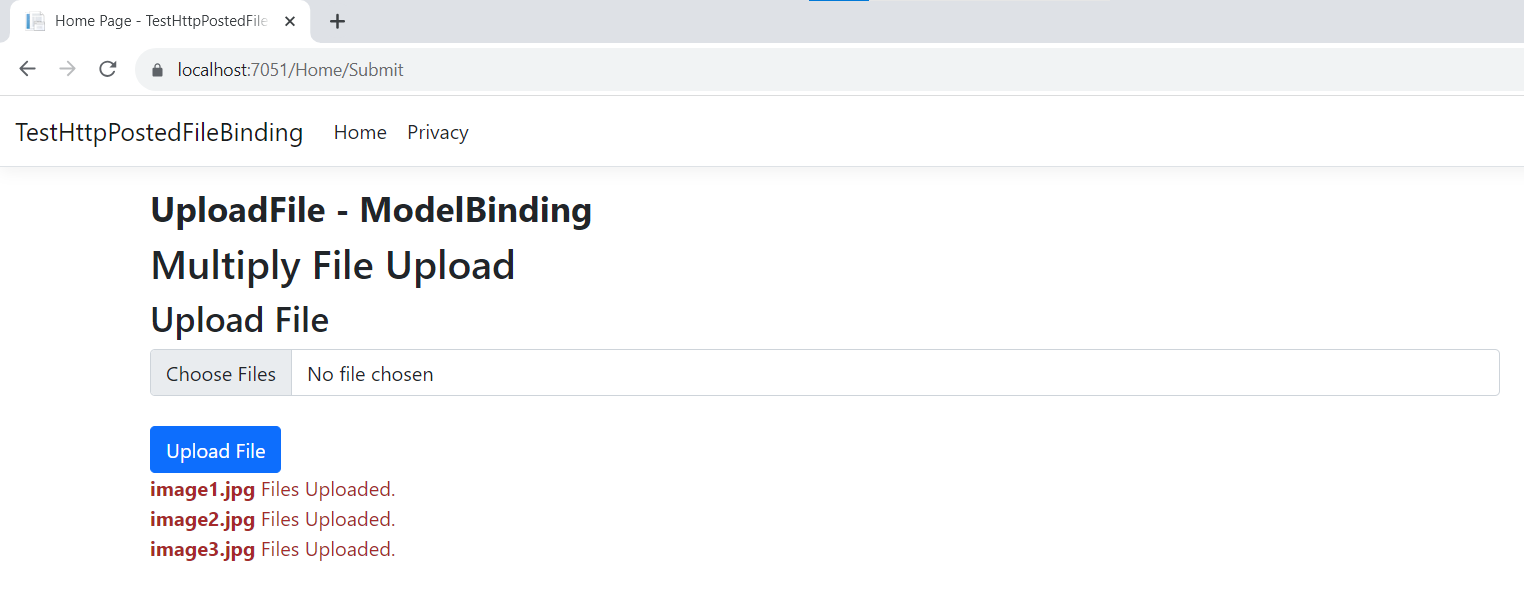 Home Page - TestHttpPostedFile
localhost:7051/Home/Submit
TestHttpPostedFileBinding Home Privacy
UploadFile - ModelBinding
Multiply File Upload
Upload File
Choose Files No file chosen
Upload File
image1.jpg Files Uploaded.
image2.jpg Files Uploaded.
image3.jpg Files Uploaded.